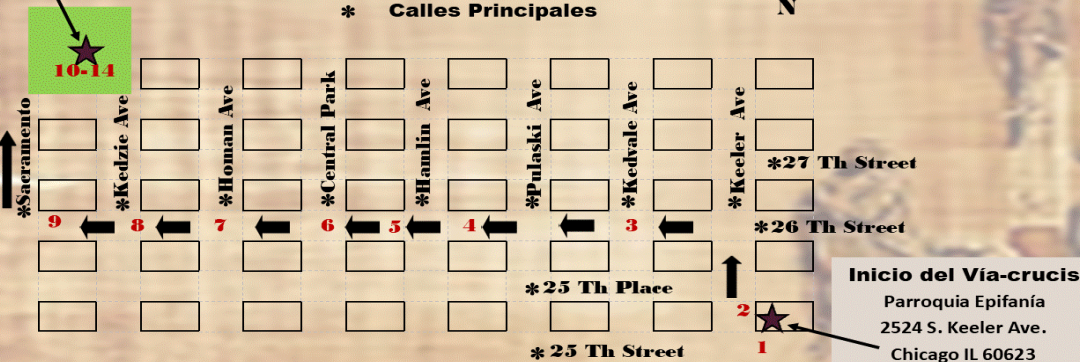 * Calles Principales
N
10-14
*Sacramento
*Kedzie Ave
*Homan Ave
*Central Park
*Hamlin Ave
*Pulaski Ave
*Kedvale Ave
*Keeler Ave
*27 Th Street
9
8
7
6
5
4
3
*26 Th Street
*25 Th Place
2
1
*25 Th Street
Inicio del Vía-crucis
Parroquia Epifanía
2524 S. Keeler Ave.
Chicago IL 60623